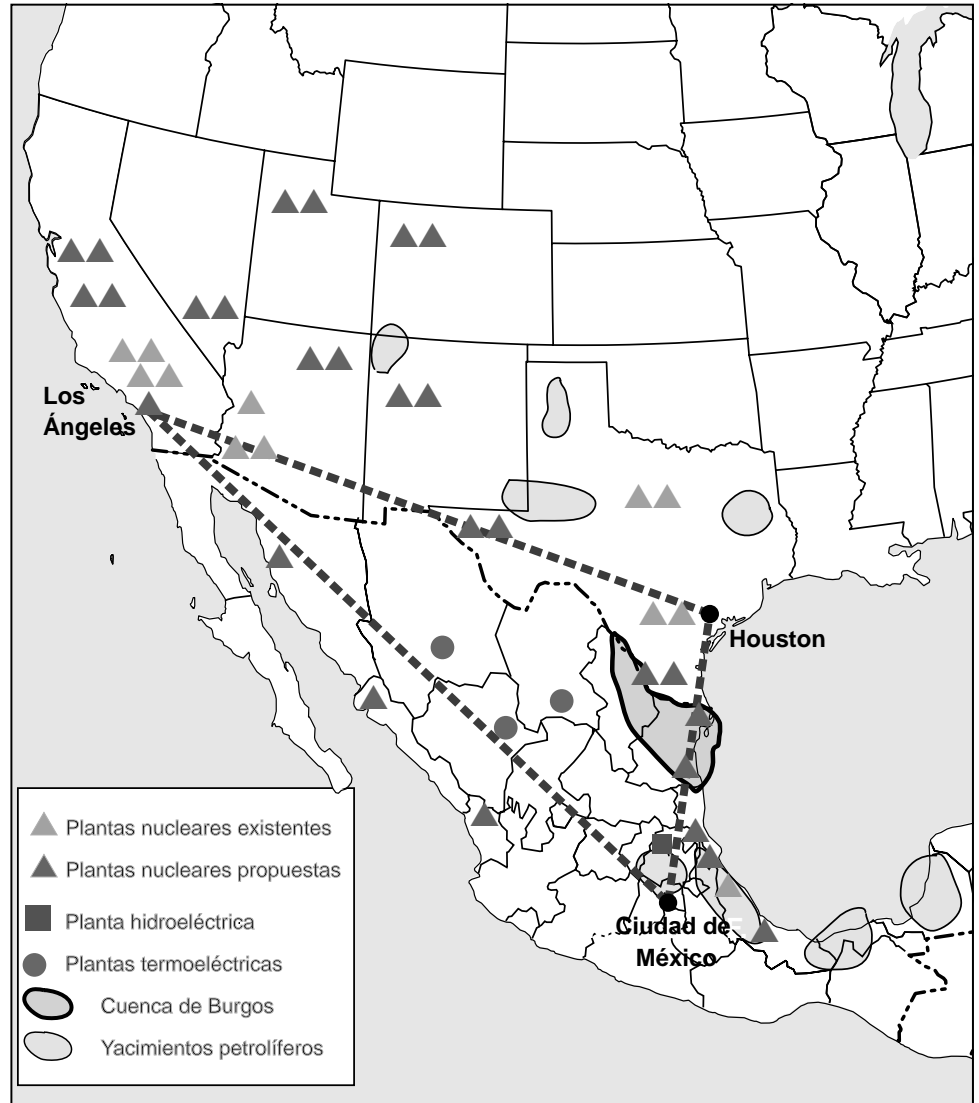 Los
Ángeles
Houston
Ciudad de
México
Plantas nucleares existentes
Plantas nucleares propuestas
Planta hidroeléctrica
Plantas termoeléctricas
Cuenca de Burgos
Yacimientos petrolíferos